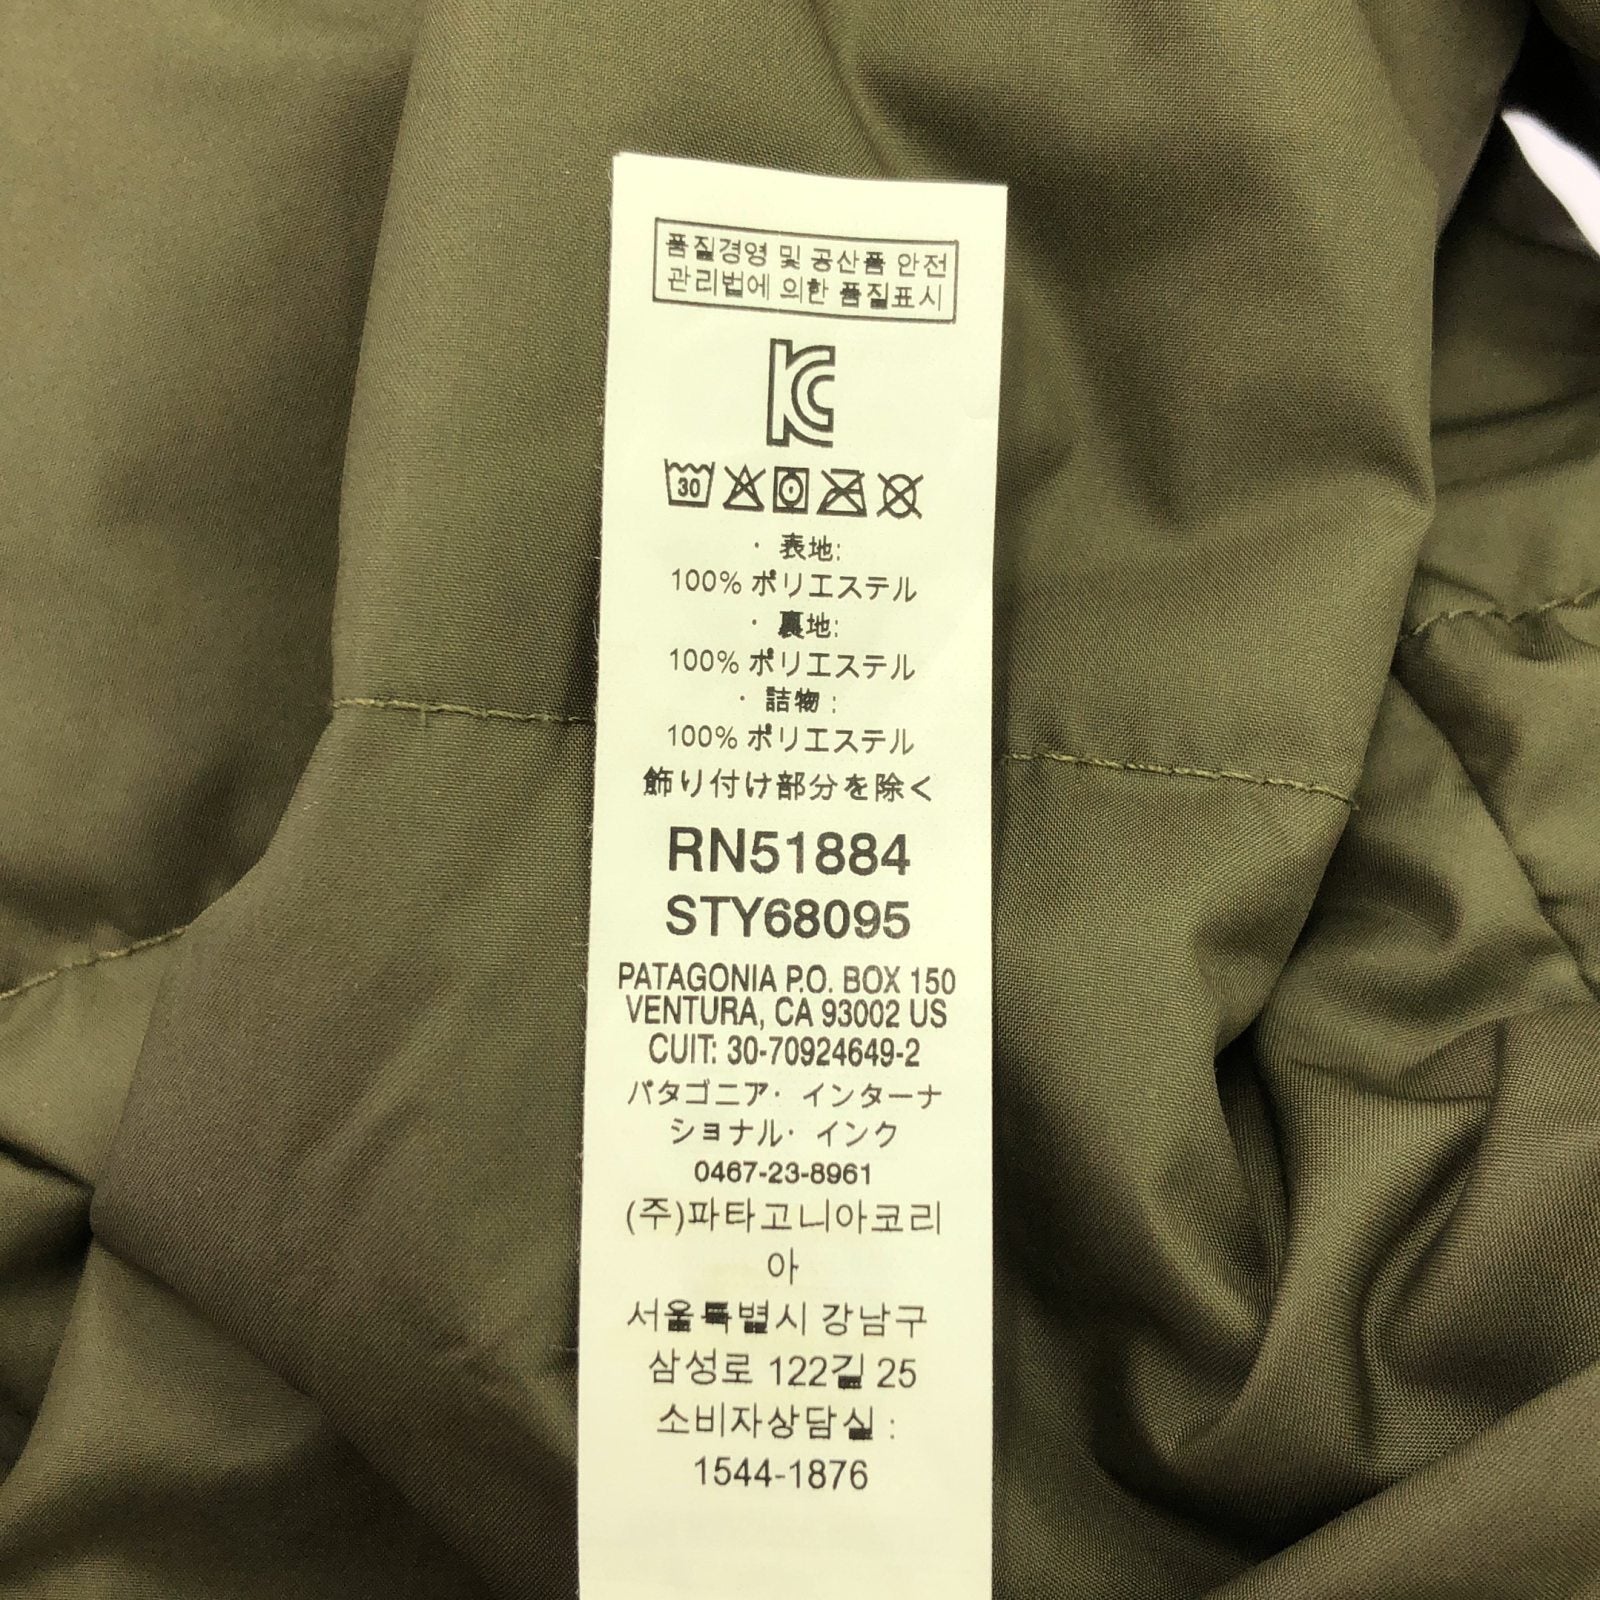 품질경영 및 공산품 안전
관리법에 의한 품질표시
KC
30
· 表地:
100% ポリエステル
· 裏地:
100% ポリエステル
· 詰物 :
100% ポリエステル
飾り付け部分を除く
RN51884
STY68095
PATAGONIA P.O. BOX 150
VENTURA, CA 93002 US
CUIT: 30-70924649-2
パタゴニア・インターナ
ショナル・インク
0467-23-8961
(주)파타고니아코리
아
서울특별시 강남구
삼성로 122길 25
소비자상담실 :
1544-1876